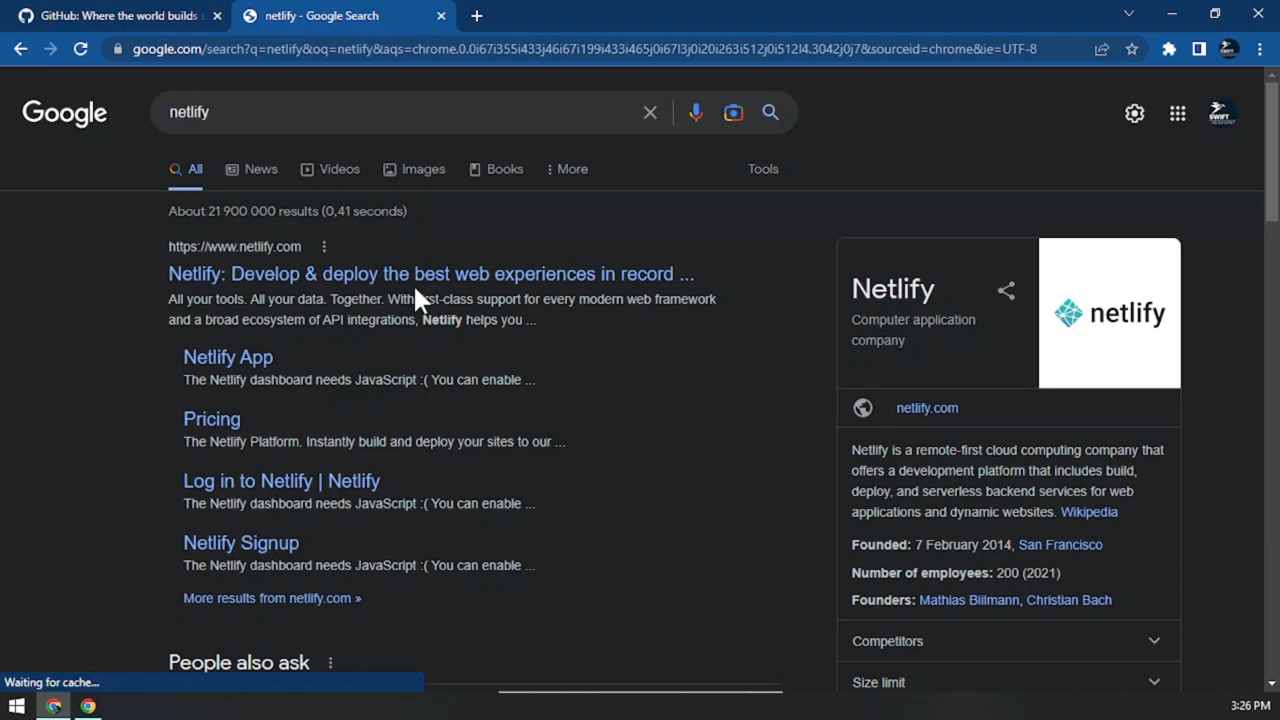 GitHub: Where the world builds s
netlify - Google Search
google.com/search?q=netlify&oq=netlify&aqs=chrome.0.0i67i355i433j46i67i199i433i465j0i67l3j0i20i263i512j0i512l4.3042j0j7&sourceid=chrome&ie=UTF-8
Google
netlify
All
News
Videos
Images
Books
More
Tools
SWIFT
About 21 900 000 results (0,41 seconds)
https://www.netlify.com
Netlify: Develop & deploy the best web experiences in record ...
All your tools. All your data. Together. With first-class support for every modern web framework
and a broad ecosystem of API integrations, Netlify helps you ...
Netlify App
The Netlify dashboard needs JavaScript :( You can enable ...
Pricing
The Netlify Platform. Instantly build and deploy your sites to our ...
Log in to Netlify | Netlify
The Netlify dashboard needs JavaScript :( You can enable ...
Netlify Signup
The Netlify dashboard needs JavaScript :( You can enable ...
More results from netlify.com »
People also ask
Netlify
Computer application
company
netlify
netlify.com
Netlify is a remote-first cloud computing company that
offers a development platform that includes build,
deploy, and serverless backend services for web
applications and dynamic websites. Wikipedia
Founded: 7 February 2014, San Francisco
Number of employees: 200 (2021)
Founders: Mathias Biilmann, Christian Bach
Competitors
Size limit
Waiting for cache...
3:26 PM